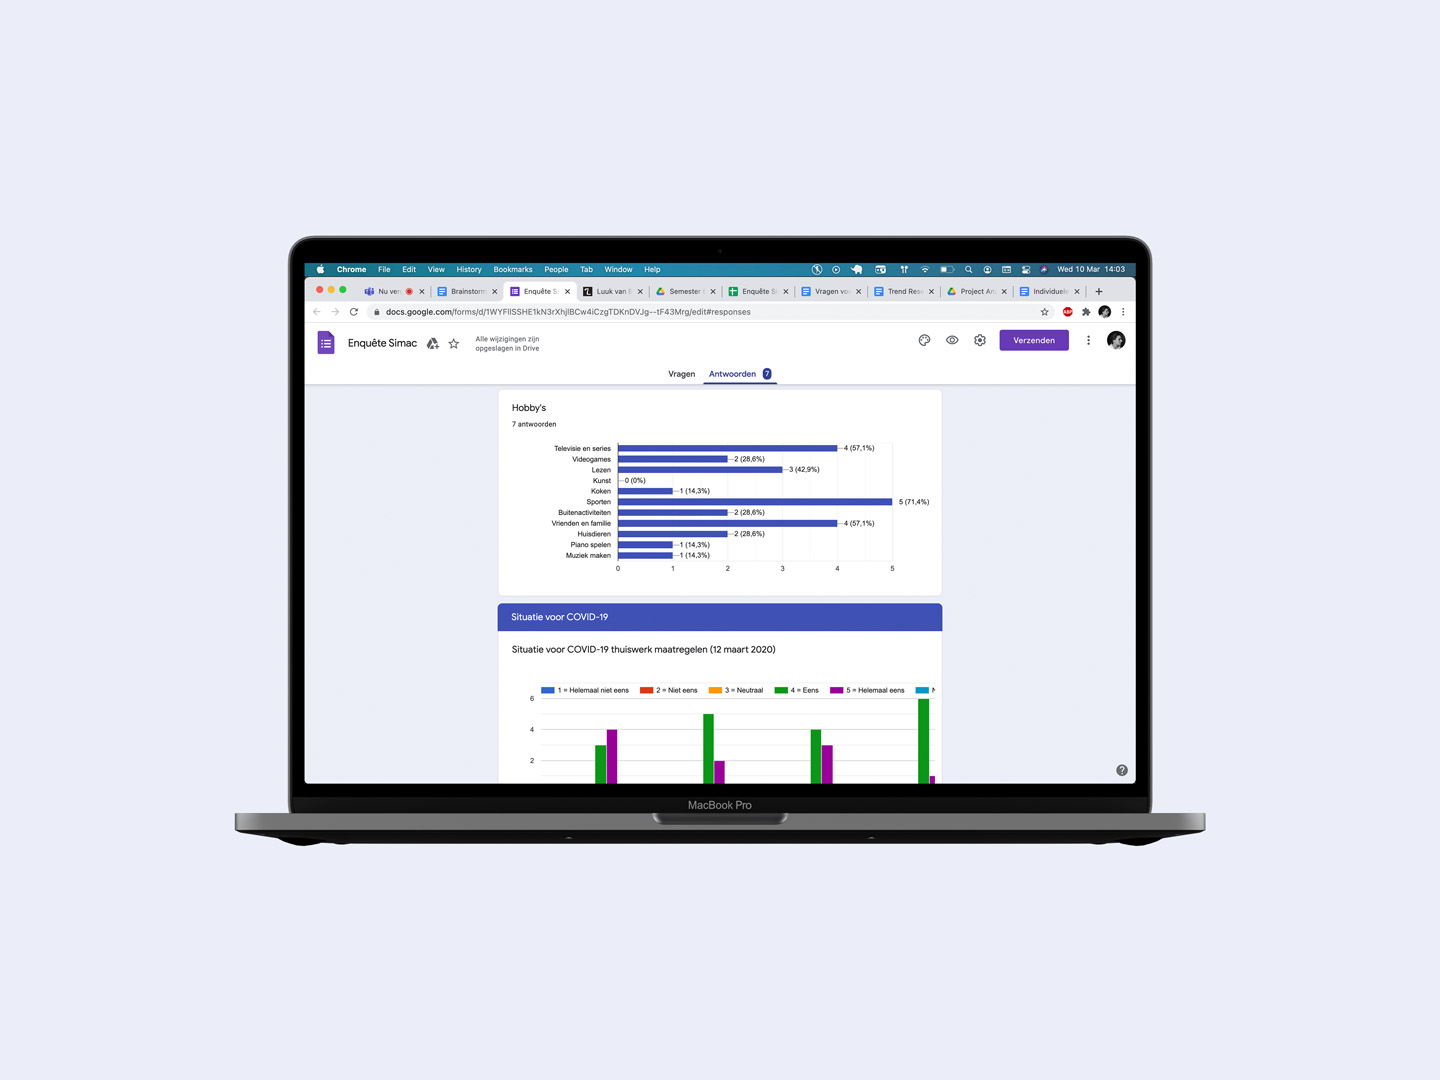 Chrome File Edit View History Bookmarks People Tab Window Help Wed 10 Mar 14:03
Nu ver Brainstorm Enquête Si Luuk van Semester Enquête Si Vragen voo Trend Rese Project An Individuele
docs.google.com/forms/d/1WYFIlSSHE1kN3rXhjlBCw4iCzgTDKnDVJg--tF43Mrg/edit#responses ABP
Enquête Simac
Alle wijzigingen zijn
opgeslagen in Drive
Verzenden
Vragen Antwoorden 7
Hobby's
7 antwoorden
Televisie en series 4 (57,1%)
Videogames 2 (28,6%)
Lezen 3 (42,9%)
Kunst 0 (0%)
Koken 1 (14,3%)
Sporten 5 (71,4%)
Buitenactiviteiten 2 (28,6%)
Vrienden en familie 4 (57,1%)
Huisdieren 2 (28,6%)
Piano spelen 1 (14,3%)
Muziek maken 1 (14,3%)
0 1 2 3 4 5
Situatie voor COVID-19
Situatie voor COVID-19 thuiswerk maatregelen (12 maart 2020)
1 = Helemaal niet eens 2 = Niet eens 3 = Neutraal 4 = Eens 5 = Helemaal eens
6
4
2
MacBook Pro